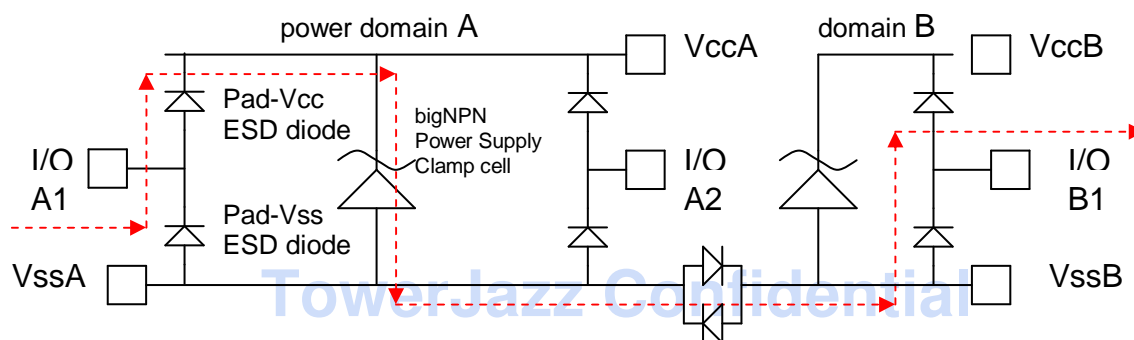 power domain A
domain B
VccA
VccB
Pad-Vcc
ESD diode
bigNPN
Power Supply
Clamp cell
I/O
A1
I/O
A2
I/O
B1
Pad-Vss
ESD diode
VssA
VssB
TowerJazz Confidential